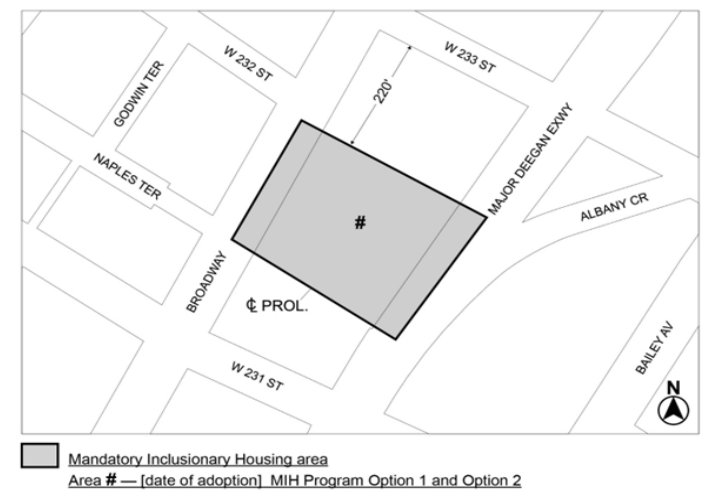 W 232 ST
W 233 ST
GODWIN TER
220'
MAJOR DEEGAN EXWY
NAPLES TER
ALBANY CR
#
BROADWAY
℄ PROL.
W 231 ST
BAILEY AV
N
Mandatory Inclusionary Housing area
Area # — [date of adoption] MIH Program Option 1 and Option 2